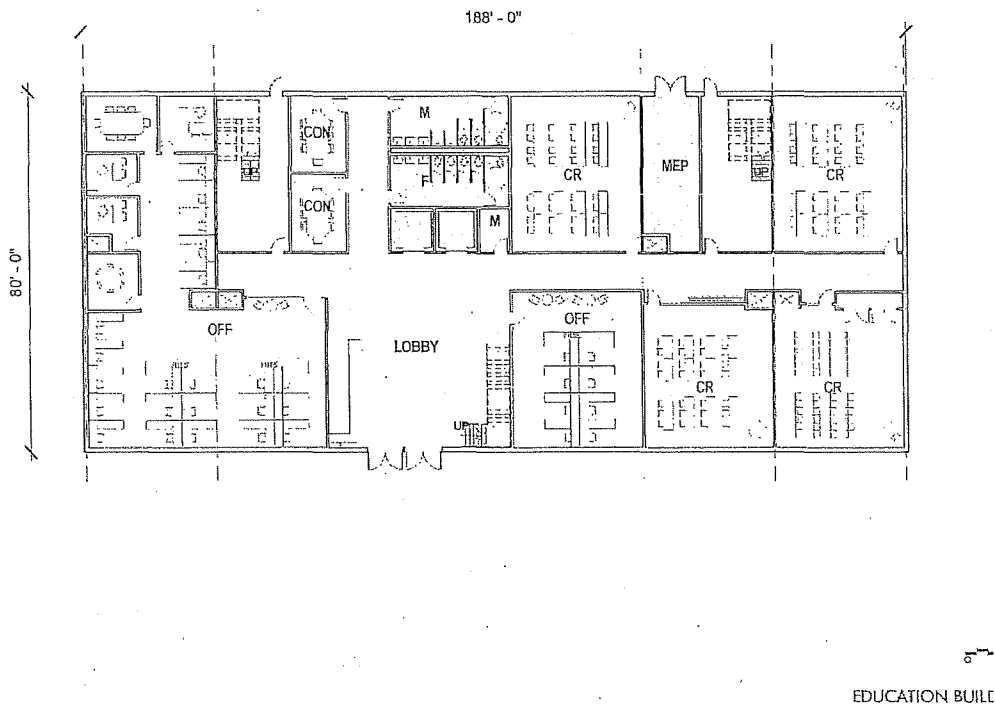 188' - 0"
M
CON
MEP
CR
CR
UP
F
CON
M
80' - 0"
OFF
OFF
LOBBY
CR
CR
UP
EDUCATION BUILD